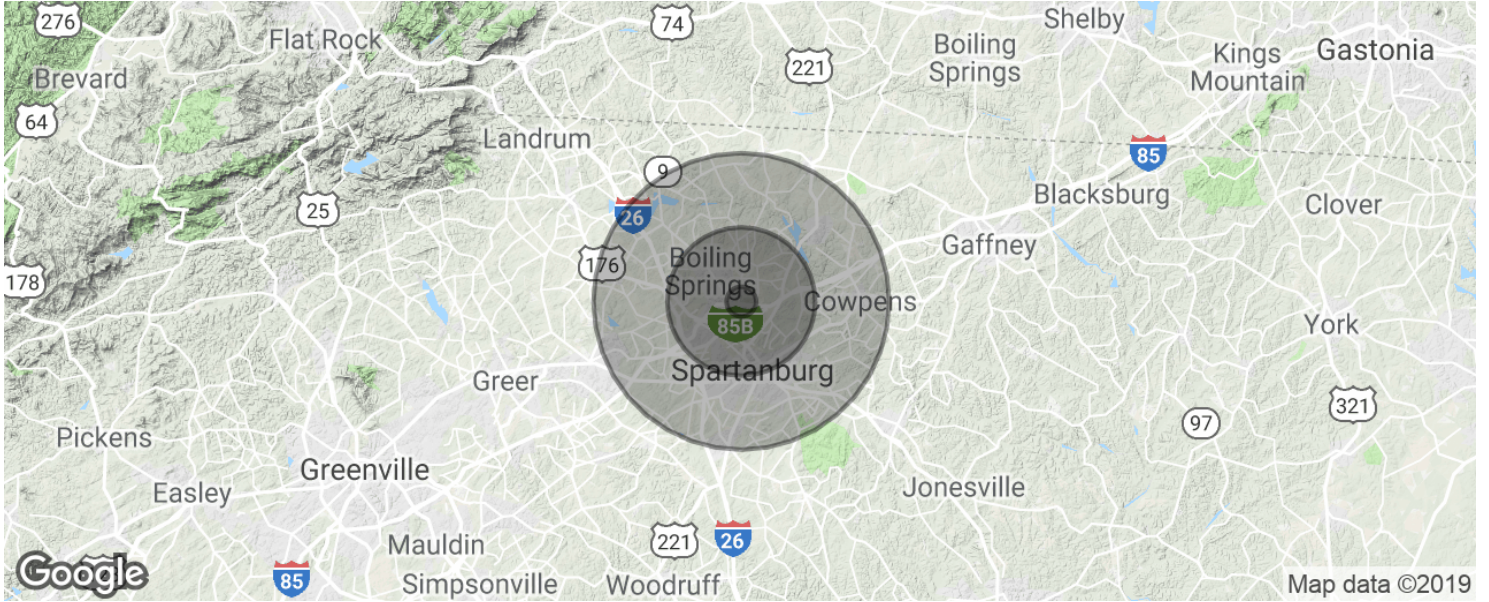 276
Flat Rock
74
Shelby
Boiling
Springs
221
Kings
Mountain
Gastonia
Brevard
64
Landrum
85
9
Blacksburg
Clover
25
26
Gaffney
176
Boiling
Springs
178
Cowpens
85B
York
Spartanburg
Greer
321
97
Pickens
Greenville
Easley
Jonesville
221
26
Mauldin
85
Simpsonville
Woodruff
Google
Map data ©2019